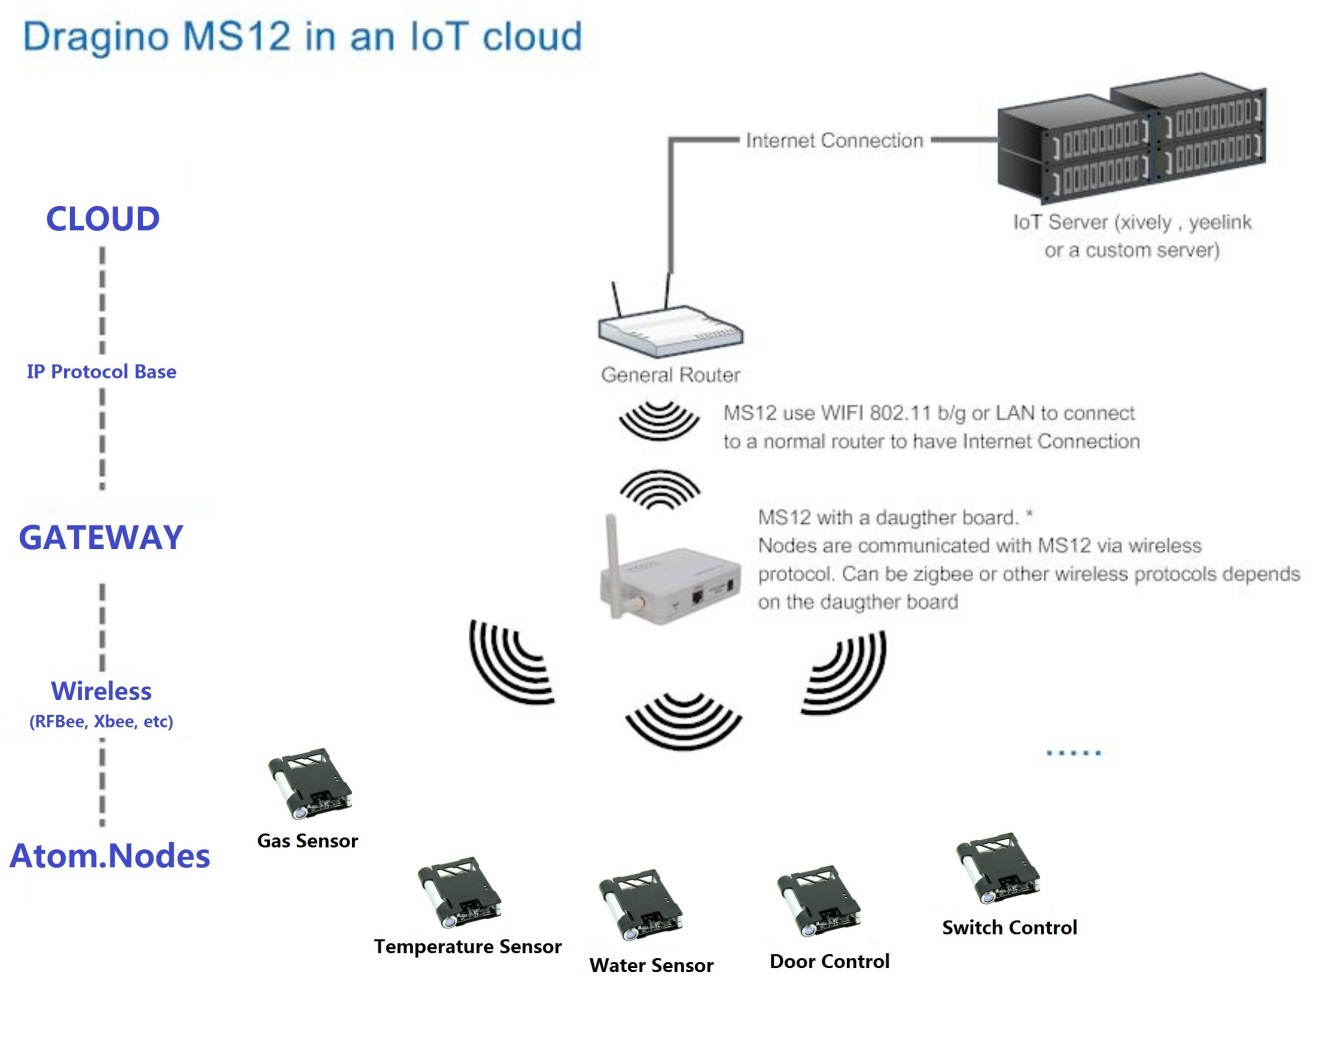 Dragino MS12 in an IoT cloud
Internet Connection
IoT Server (xively , yeelink
or a custom server)
CLOUD
IP Protocol Base
General Router
MS12 use WIFI 802.11 b/g or LAN to connect
to a normal router to have Internet Connection
GATEWAY
MS12 with a daugther board. *
Nodes are communicated with MS12 via wireless
protocol. Can be zigbee or other wireless protocols depends
on the daugther board
Wireless
(RFBee, Xbee, etc)
.....
Atom.Nodes
Gas Sensor
Temperature Sensor
Water Sensor
Door Control
Switch Control